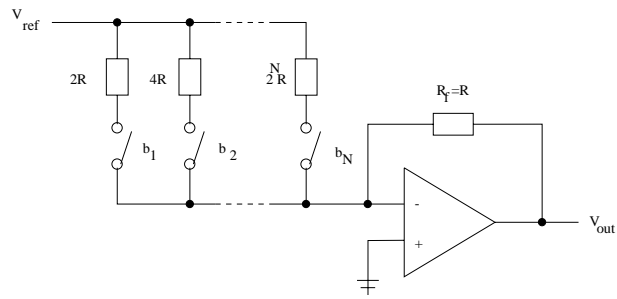 V_ref
2R
4R
2^N R
R_f=R
b_1
b_2
b_N
-
+
V_out